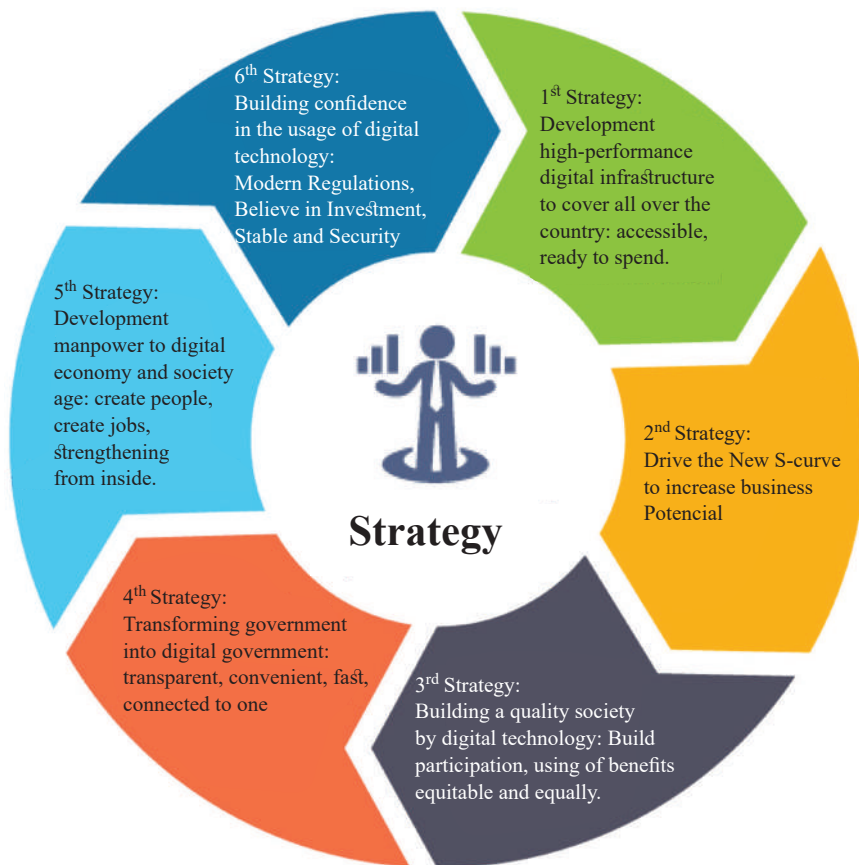 1st Strategy:
Development
high-performance
digital infrastructure
to cover all over the
country: accessible,
ready to spend.
2nd Strategy:
Drive the New S-curve
to increase business
Potencial
3rd Strategy:
Building a quality society
by digital technology: Build
participation, using of benefits
equitable and equally.
4th Strategy:
Transforming government
into digital government:
transparent, convenient, fast,
connected to one
5th Strategy:
Development
manpower to digital
economy and society
age: create people,
create jobs,
strengthening
from inside.
6th Strategy:
Building confidence
in the usage of digital
technology:
Modern Regulations,
Believe in Investment,
Stable and Security
Strategy